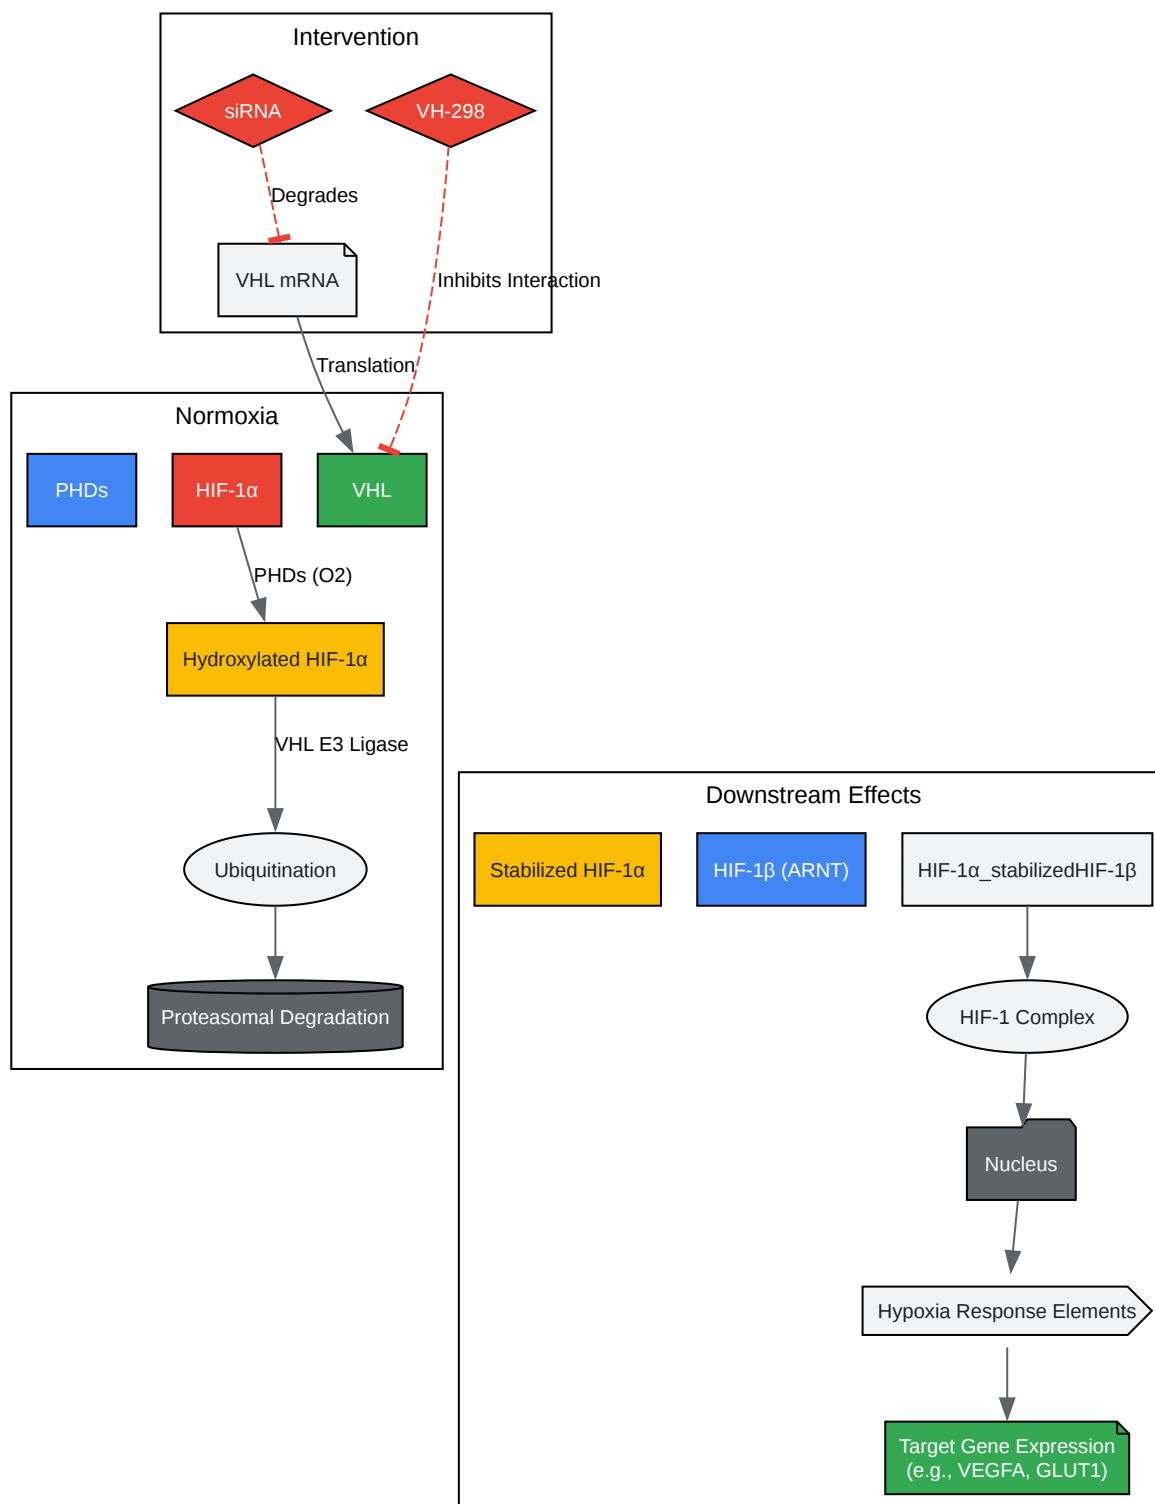 Intervention
siRNA
VH-298
Degrades
VHL mRNA
Inhibits Interaction
Translation
Normoxia
PHDs
HIF-1α
VHL
PHDs (O2)
Hydroxylated HIF-1α
VHL E3 Ligase
Ubiquitination
Proteasomal Degradation
Downstream Effects
Stabilized HIF-1α
HIF-1β (ARNT)
HIF-1α_stabilizedHIF-1β
HIF-1 Complex
Nucleus
Hypoxia Response Elements
Target Gene Expression
(e.g., VEGFA, GLUT1)